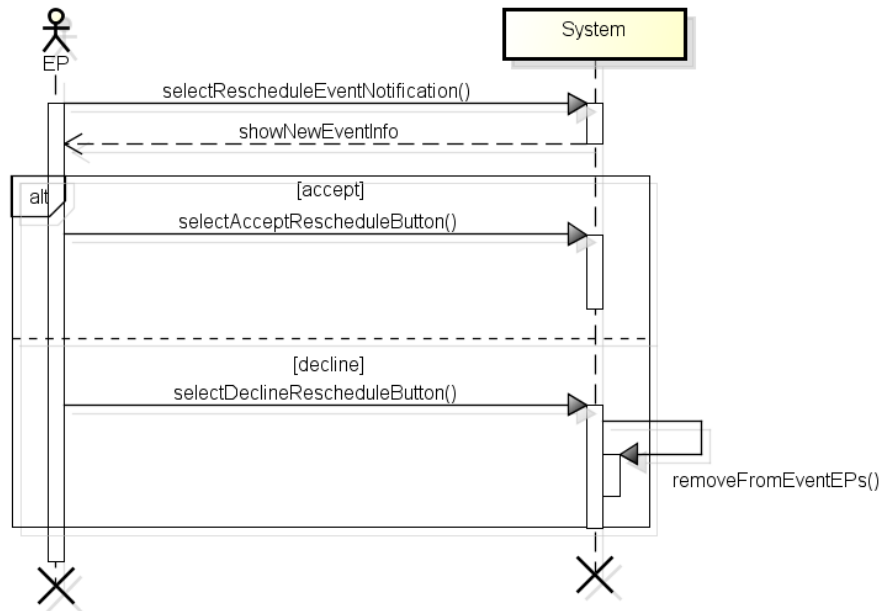 EP
System
selectRescheduleEventNotification()
showNewEventInfo
alt
[accept]
selectAcceptRescheduleButton()
[decline]
selectDeclineRescheduleButton()
removeFromEventEPs()